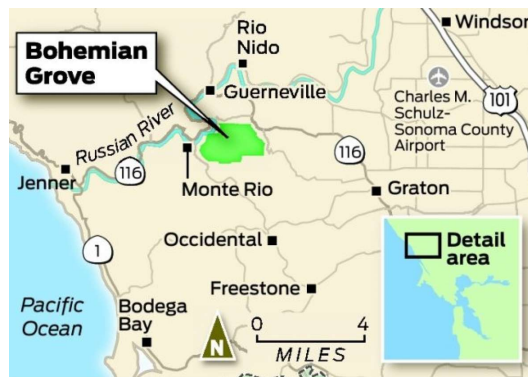 Bohemian
Grove
Rio
Nido
Windsor
Guerneville
Charles M.
Schulz-
Sonoma County
Airport
101
Russian River
116
116
Jenner
Monte Rio
Graton
1
Occidental
Detail
area
Freestone
Pacific
Ocean
Bodega
Bay
N
0 4
MILES